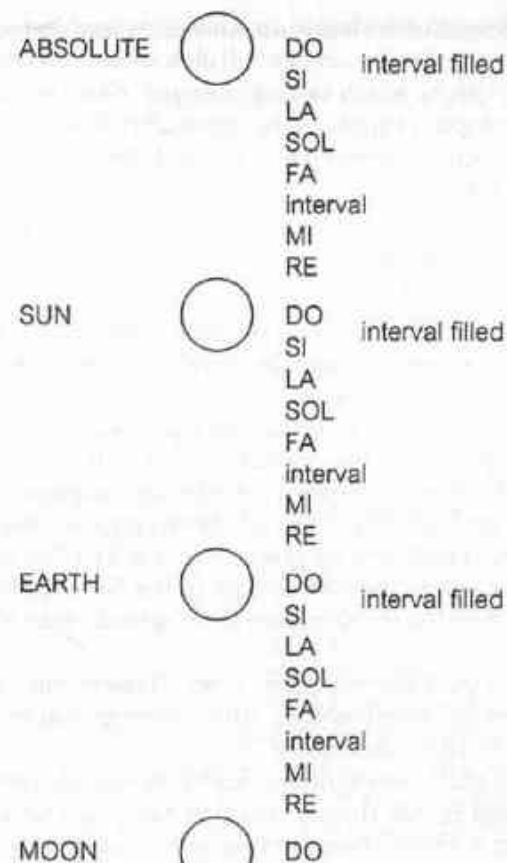 ABSOLUTE DO
SI interval filled
LA
SOL
FA
interval
MI
RE
SUN DO
interval filled
SI
LA
SOL
FA
interval
MI
RE
EARTH DO
interval filled
SI
LA
SOL
FA
interval
MI
RE
MOON DO